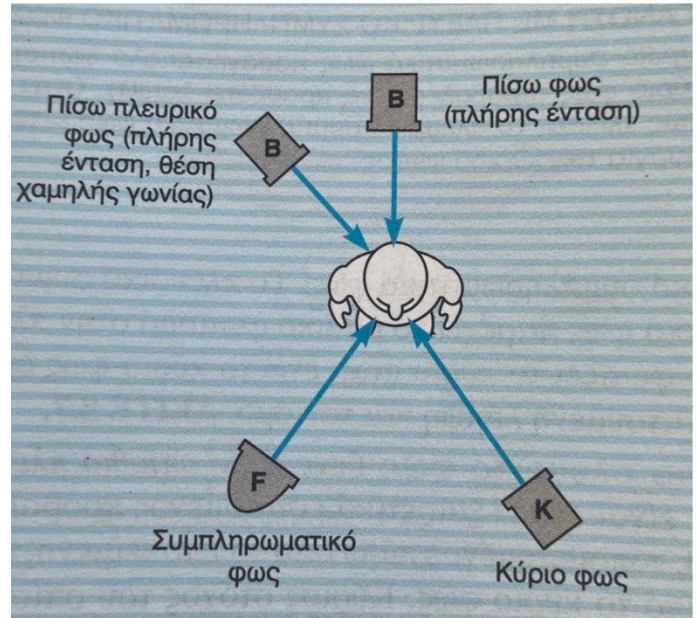 Πίσω πλευρικό
φως (πλήρης
ένταση, θέση
χαμηλής γωνίας)
B
B
Πίσω φως
(πλήρης ένταση)
F
Συμπληρωματικό
φως
K
Κύριο φως